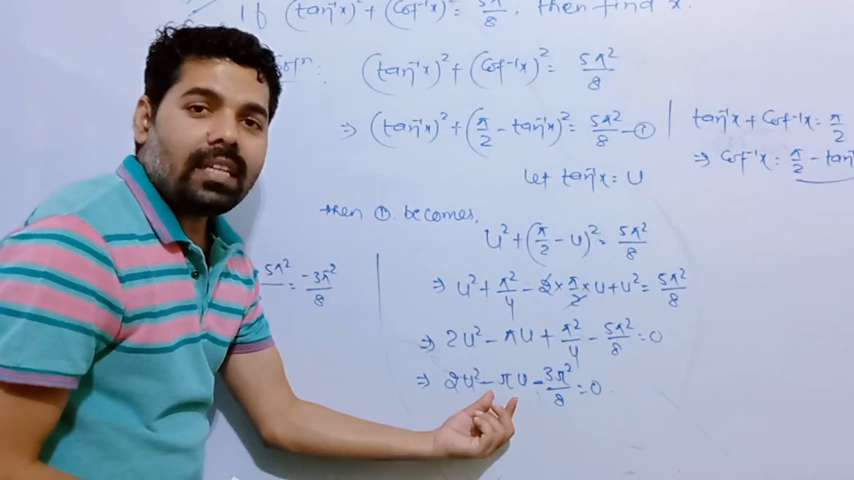 If (tan⁻¹x)² + (Cot⁻¹x)² = 5π²/8, then find x.
Solⁿ:
(tan⁻¹x)² + (Cot⁻¹x)² = 5π²/8
⇒ (tan⁻¹x)² + (π/2 - tan⁻¹x)² = 5π²/8 - ①
tan⁻¹x + Cot⁻¹x = π/2
⇒ Cot⁻¹x = π/2 - tan
Let tan⁻¹x = U
then ①. becomes,
U² + (π/2 - U)² = 5π²/8
⇒ U² + π²/4 - 2 × π/2 × U + U² = 5π²/8
⇒ 2U² - πU + π²/4 - 5π²/8 = 0
⇒ 2U² - πU - 3π²/8 = 0
5π² = -3π²/8